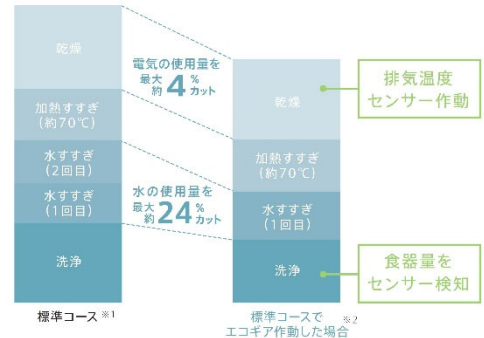 乾燥
加熱すすぎ
(約70℃)
水すすぎ
(2回目)
水すすぎ
(1回目)
洗浄
標準コース ※1
電気の使用量を
最大約4%カット
水の使用量を
最大約24%カット
乾燥
加熱すすぎ
(約70℃)
水すすぎ
(1回目)
洗浄
標準コースで
エコギア作動した場合 ※2
排気温度
センサー作動
食器量を
センサー検知